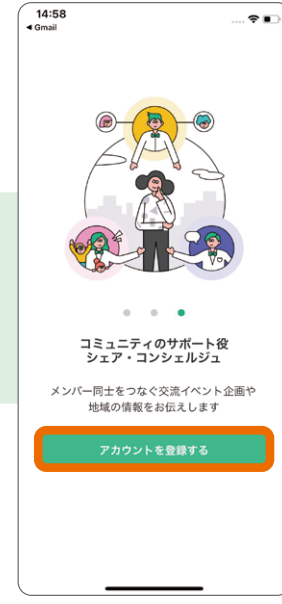 14:58
◀ Gmail
コミュニティのサポート役
シェア・コンシェルジュ
メンバー同士をつなぐ交流イベント企画や
地域の情報をお伝えします
アカウントを登録する